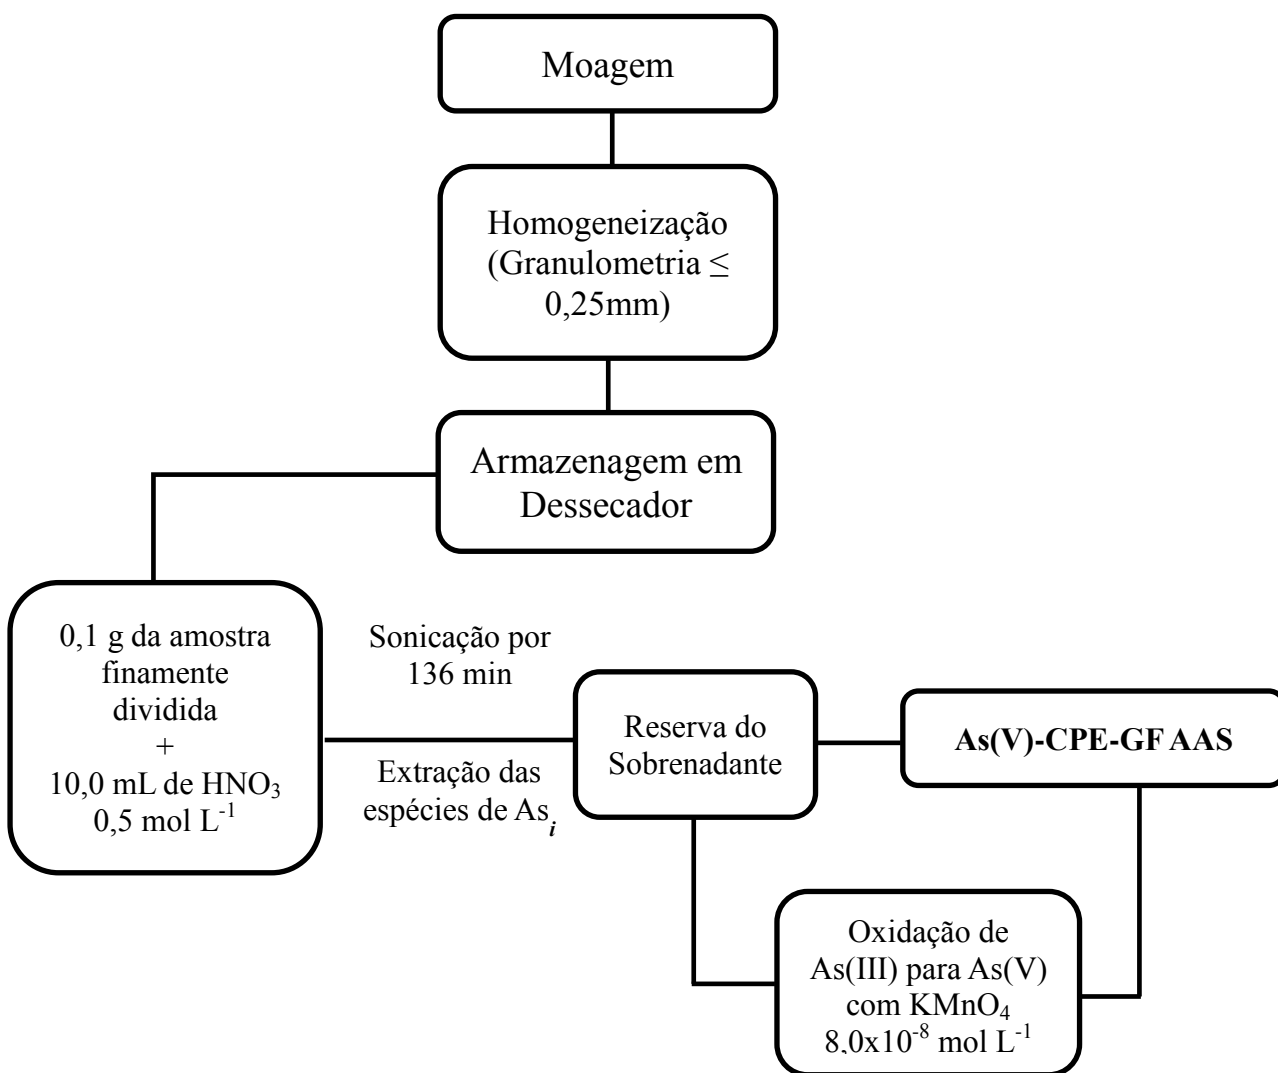 Moagem
Homogeneização
(Granulometria ≤
0,25mm)
Armazenagem em
Dessecador
0,1 g da amostra
finamente
dividida
+
10,0 mL de HNO₃
0,5 mol L⁻¹
Sonicação por
136 min
Extração das
espécies de Asᵢ
Reserva do
Sobrenadante
As(V)-CPE-GF AAS
Oxidação de
As(III) para As(V)
com KMnO₄
8,0x10⁻⁸ mol L⁻¹